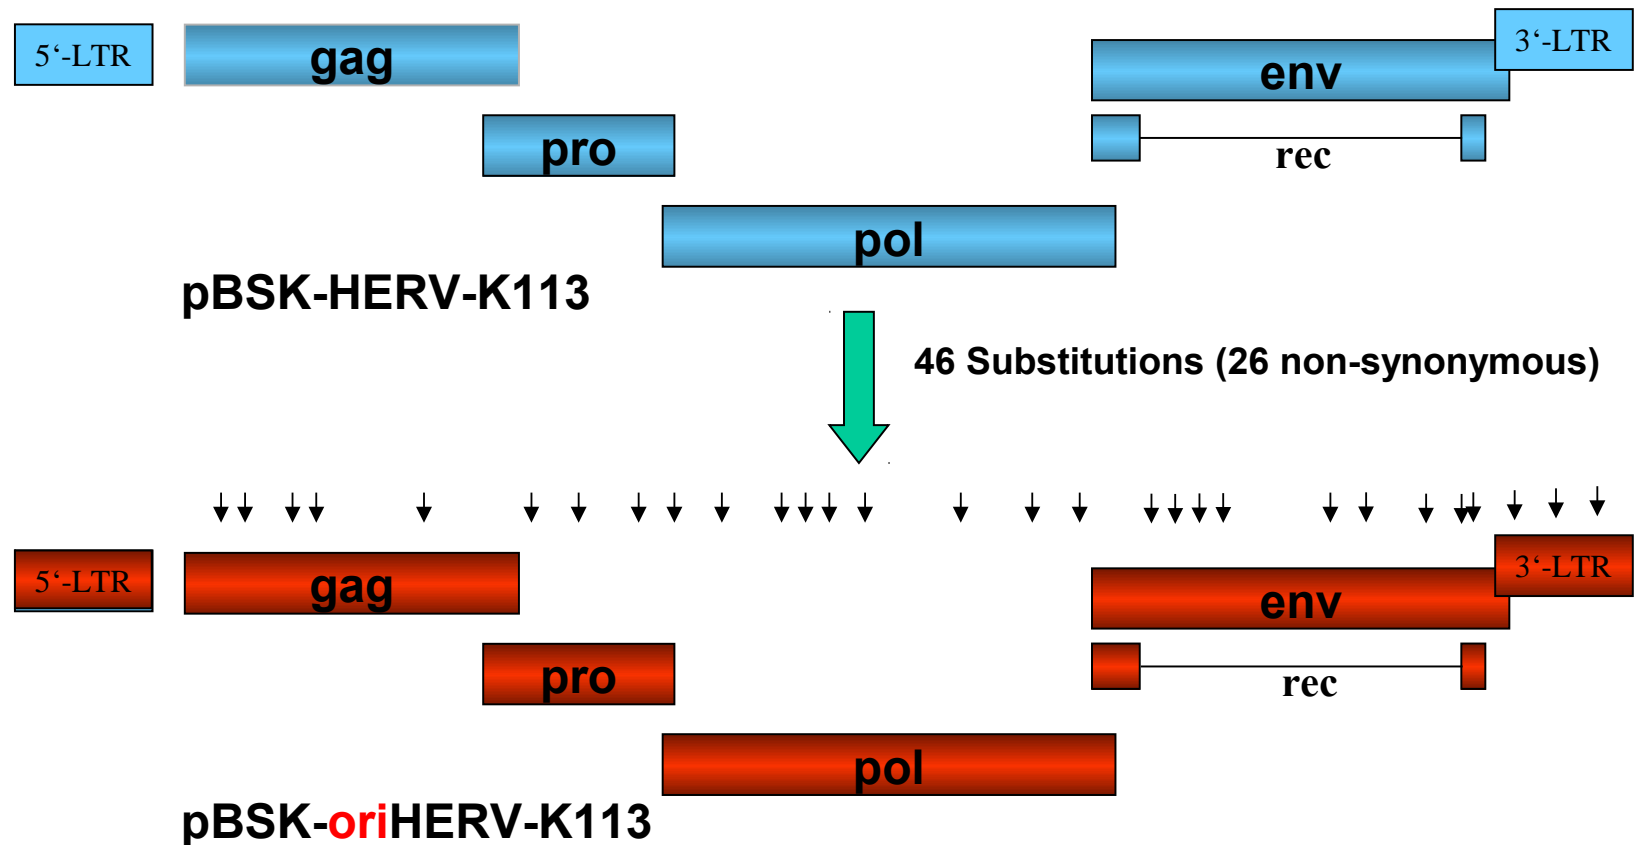 5‘-LTR
gag
env
3‘-LTR
pro
rec
pol
pBSK-HERV-K113
46 Substitutions (26 non-synonymous)
5‘-LTR
gag
env
3‘-LTR
pro
rec
pol
pBSK-oriHERV-K113